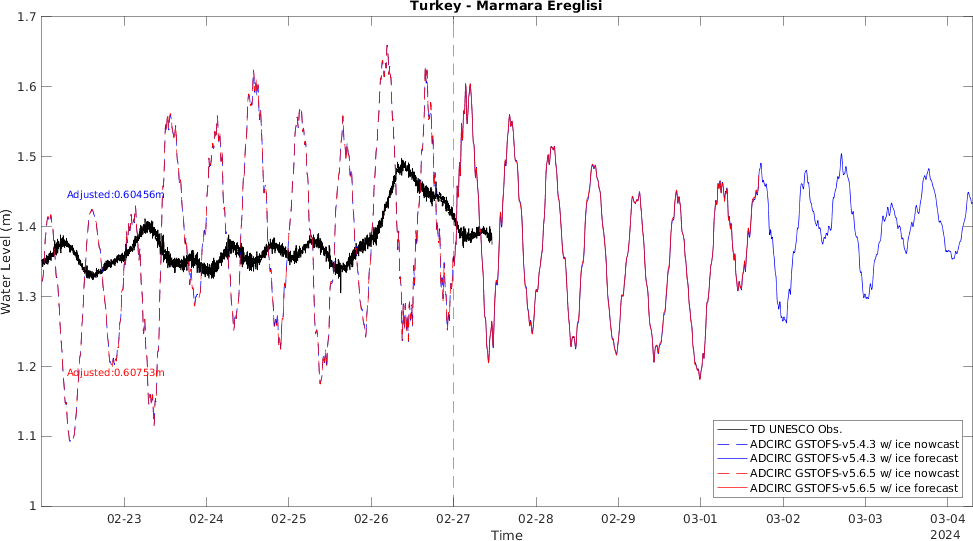 Turkey - Marmara Ereglisi
1.7
1.6
1.5
1.4
1.3
1.2
1.1
1
Water Level (m)
Adjusted:0.60456m
Adjusted:0.60753m
TD UNESCO Obs.
ADCIRC GSTOFS-v5.4.3 w/ ice nowcast
ADCIRC GSTOFS-v5.4.3 w/ ice forecast
ADCIRC GSTOFS-v5.6.5 w/ ice nowcast
ADCIRC GSTOFS-v5.6.5 w/ ice forecast
02-23 02-24 02-25 02-26 02-27 02-28 02-29 03-01 03-02 03-03 03-04
Time
2024